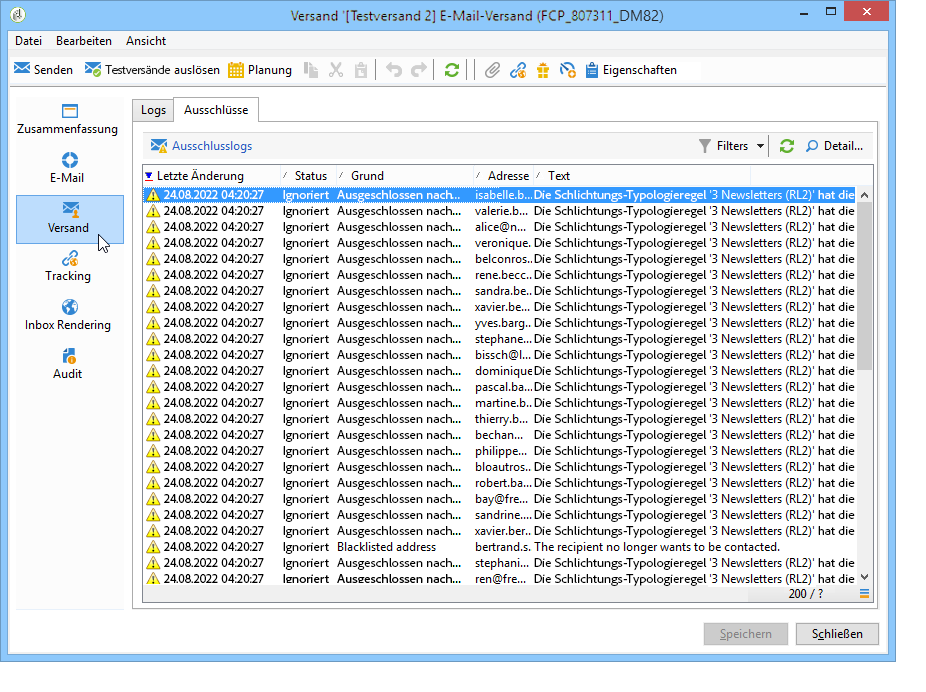 Versand '[Testversand 2] E-Mail-Versand (FCP_807311_DM82)
Datei Bearbeiten Ansicht
Senden Testversände auslösen Planung Eigenschaften
Zusammenfassung
E-Mail
Versand
Tracking
Inbox Rendering
Audit
Logs Ausschlüsse
Ausschlusslogs Filters Detail...
Letzte Änderung Status Grund Adresse Text
24.08.2022 04:20:27 Ignoriert Ausgeschlossen nach... isabelle.b... Die Schlichtungs-Typologieregel '3 Newsletters (RL2)' hat die
24.08.2022 04:20:27 Ignoriert Ausgeschlossen nach... valerie.b... Die Schlichtungs-Typologieregel '3 Newsletters (RL2)' hat die
24.08.2022 04:20:27 Ignoriert Ausgeschlossen nach... alice@n... Die Schlichtungs-Typologieregel '3 Newsletters (RL2)' hat die
24.08.2022 04:20:27 Ignoriert Ausgeschlossen nach... veronique. Die Schlichtungs-Typologieregel '3 Newsletters (RL2)' hat die
24.08.2022 04:20:27 Ignoriert Ausgeschlossen nach... belconros.. Die Schlichtungs-Typologieregel '3 Newsletters (RL2)' hat die
24.08.2022 04:20:27 Ignoriert Ausgeschlossen nach... rene.becc.. Die Schlichtungs-Typologieregel '3 Newsletters (RL2)' hat die
24.08.2022 04:20:27 Ignoriert Ausgeschlossen nach... sandra.be.. Die Schlichtungs-Typologieregel '3 Newsletters (RL2)' hat die
24.08.2022 04:20:27 Ignoriert Ausgeschlossen nach... xavier.be... Die Schlichtungs-Typologieregel '3 Newsletters (RL2)' hat die
24.08.2022 04:20:27 Ignoriert Ausgeschlossen nach... yves.barg.. Die Schlichtungs-Typologieregel '3 Newsletters (RL2)' hat die
24.08.2022 04:20:27 Ignoriert Ausgeschlossen nach... stephane... Die Schlichtungs-Typologieregel '3 Newsletters (RL2)' hat die
24.08.2022 04:20:27 Ignoriert Ausgeschlossen nach... bissch@l... Die Schlichtungs-Typologieregel '3 Newsletters (RL2)' hat die
24.08.2022 04:20:27 Ignoriert Ausgeschlossen nach... dominique Die Schlichtungs-Typologieregel '3 Newsletters (RL2)' hat die
24.08.2022 04:20:27 Ignoriert Ausgeschlossen nach... pascal.ba... Die Schlichtungs-Typologieregel '3 Newsletters (RL2)' hat die
24.08.2022 04:20:27 Ignoriert Ausgeschlossen nach... martine.b.. Die Schlichtungs-Typologieregel '3 Newsletters (RL2)' hat die
24.08.2022 04:20:27 Ignoriert Ausgeschlossen nach... thierry.b... Die Schlichtungs-Typologieregel '3 Newsletters (RL2)' hat die
24.08.2022 04:20:27 Ignoriert Ausgeschlossen nach... bechan... Die Schlichtungs-Typologieregel '3 Newsletters (RL2)' hat die
24.08.2022 04:20:27 Ignoriert Ausgeschlossen nach... philippe... Die Schlichtungs-Typologieregel '3 Newsletters (RL2)' hat die
24.08.2022 04:20:27 Ignoriert Ausgeschlossen nach... bloautros.. Die Schlichtungs-Typologieregel '3 Newsletters (RL2)' hat die
24.08.2022 04:20:27 Ignoriert Ausgeschlossen nach... robert.ba... Die Schlichtungs-Typologieregel '3 Newsletters (RL2)' hat die
24.08.2022 04:20:27 Ignoriert Ausgeschlossen nach... bay@fre... Die Schlichtungs-Typologieregel '3 Newsletters (RL2)' hat die
24.08.2022 04:20:27 Ignoriert Ausgeschlossen nach... sandrine.... Die Schlichtungs-Typologieregel '3 Newsletters (RL2)' hat die
24.08.2022 04:20:27 Ignoriert Ausgeschlossen nach... xavier.ber.. Die Schlichtungs-Typologieregel '3 Newsletters (RL2)' hat die
24.08.2022 04:20:27 Ignoriert Blacklisted address bertrand.s. The recipient no longer wants to be contacted.
24.08.2022 04:20:27 Ignoriert Ausgeschlossen nach... stephani... Die Schlichtungs-Typologieregel '3 Newsletters (RL2)' hat die
24.08.2022 04:20:27 Ignoriert Ausgeschlossen nach... ren@fre... Die Schlichtungs-Typologieregel '3 Newsletters (RL2)' hat die
200 / ?
Speichern Schließen